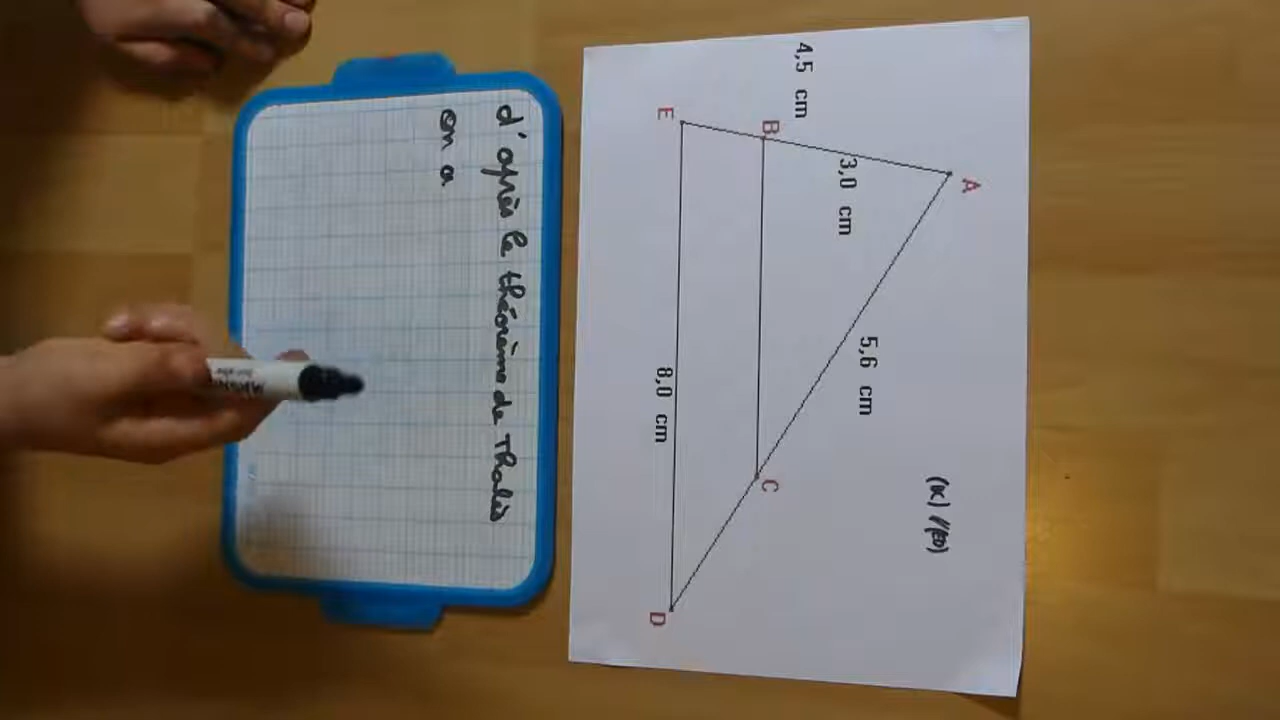 (BC) // (ED)
A
5,6 cm
3,0 cm
4,5 cm
B
C
E
8,0 cm
D
d'après le théorème de Thalès
on a